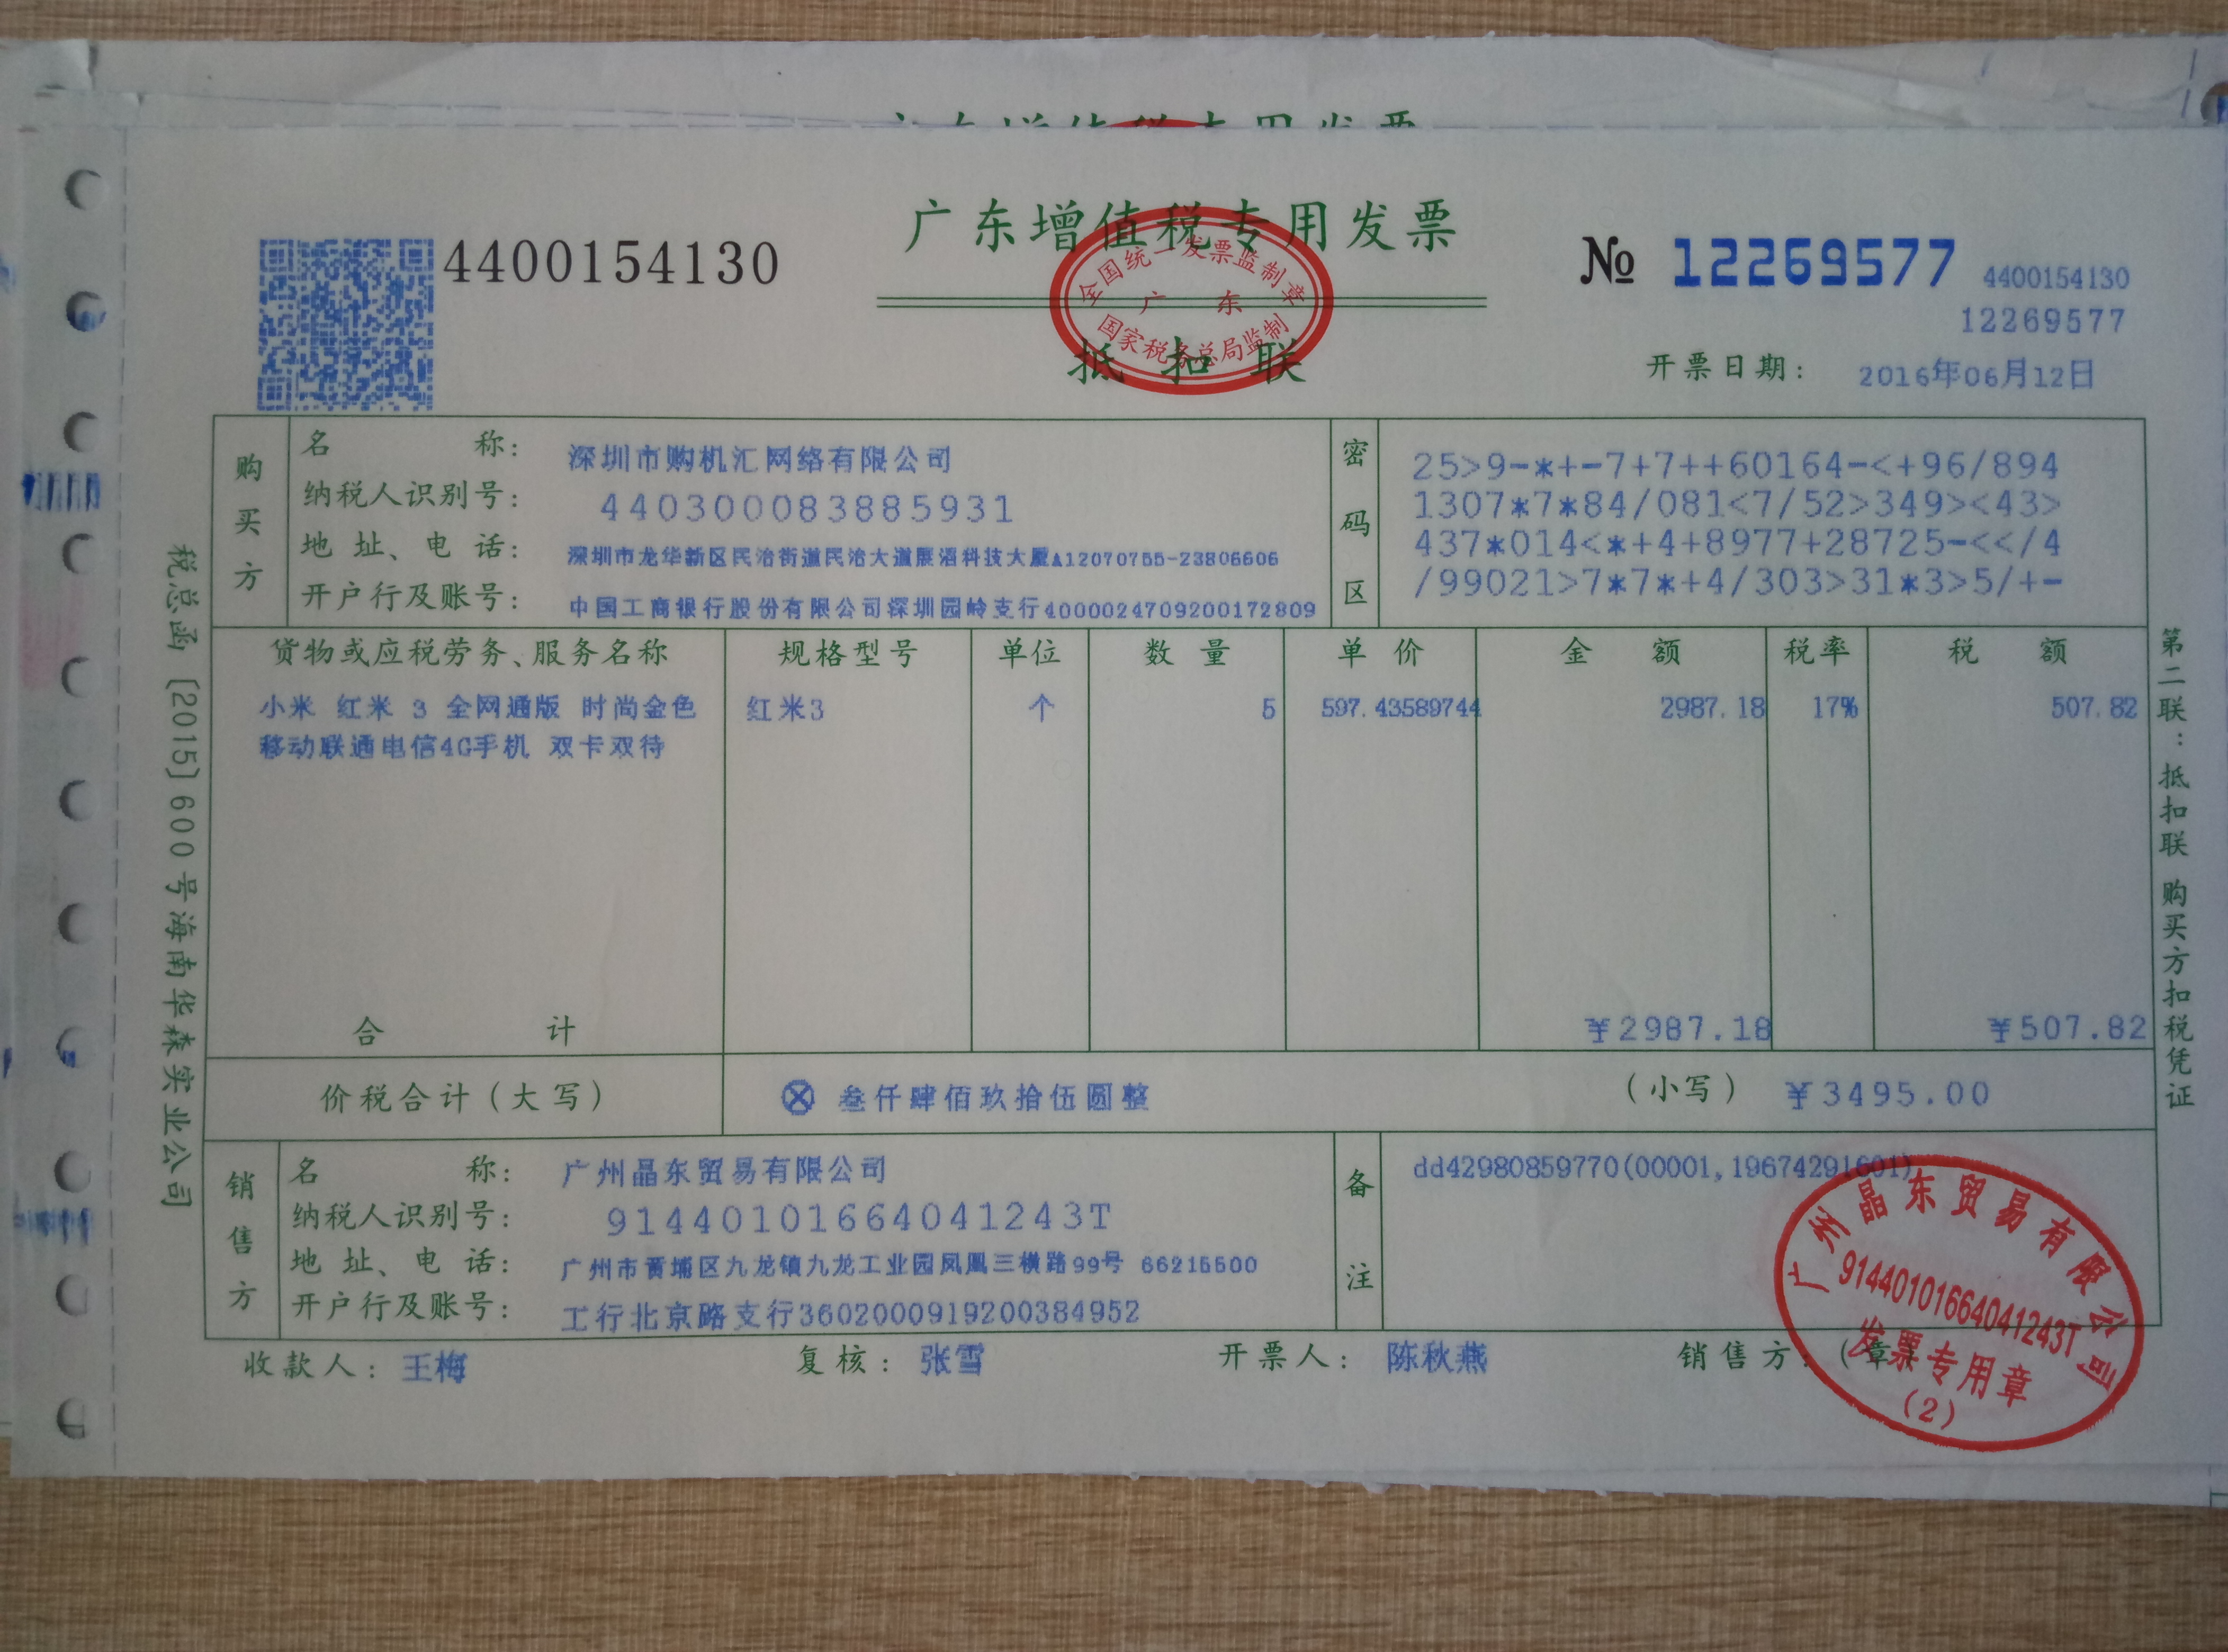 广东增值税专用发票
4400154130
广东增值税专用发票
全国统一发票监制章
广 东
国家税务总局监制
抵扣联
№ 12269577
4400154130
12269577
开票日期: 2016年06月12日
购买方
名 称: 深圳市购机汇网络有限公司
纳税人识别号: 440300083885931
地 址、电 话: 深圳市龙华新区民治街道民治大道展滔科技大厦A12070755-23806606
开户行及账号: 中国工商银行股份有限公司深圳园岭支行4000024709200172809
密码区
25>9-*+-7+7++60164-<+96/894
1307*7*84/081<7/52>349><43>
437*014<*+4+8977+28725-<</4
/99021>7*7*+4/303>31*3>5/+-
货物或应税劳务、服务名称 规格型号 单位 数 量 单 价 金 额 税率 税 额
小米 红米 3 全网通版 时尚金色 红米3 个 5 597.43589744 2987.18 17% 507.82
移动联通电信4G手机 双卡双待
合 计 ￥2987.18 ￥507.82
价税合计(大写) ⊗ 叁仟肆佰玖拾伍圆整 (小写) ￥3495.00
销售方
名 称: 广州晶东贸易有限公司
纳税人识别号: 91440101664041243T
地 址、电 话: 广州市黄埔区九龙镇九龙工业园凤凰三横路99号 66215500
开户行及账号: 工行北京路支行3602000919200384952
备注
dd42980859770(00001,19674291601)
收款人: 王梅 复核: 张雪 开票人: 陈秋燕 销售方:(章)
广州晶东贸易有限公司
91440101664041243T
发票专用章
(2)
税总函〔2015〕600号海南华森实业公司
第二联:抵扣联 购买方扣税凭证